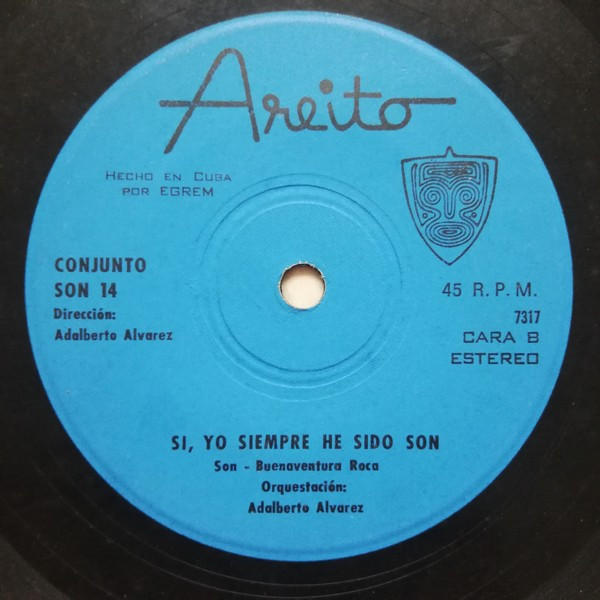 Areito
HECHO EN CUBA
POR EGREM
CONJUNTO
SON 14
Dirección:
Adalberto Alvarez
45 R.P.M.
7317
CARA B
ESTEREO
SI, YO SIEMPRE HE SIDO SON
Son - Buenaventura Roca
Orquestación:
Adalberto Alvarez